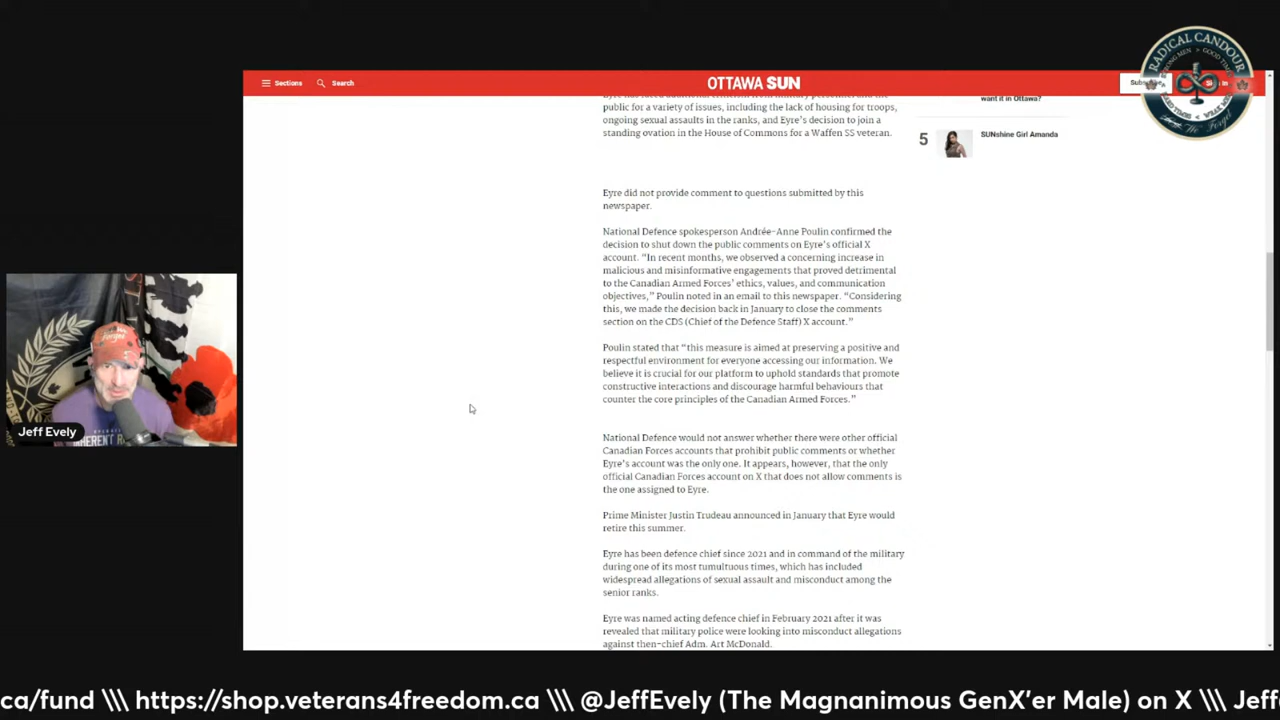 RADICAL CANDOUR
Sections
Search
OTTAWA SUN
public for a variety of issues, including the lack of housing for troops,
ongoing sexual assaults in the ranks, and Eyre's decision to join a
standing ovation in the House of Commons for a Waffen SS veteran.
want it in Ottawa?
5
SUNshine Girl Amanda
Eyre did not provide comment to questions submitted by this
newspaper.
National Defence spokesperson Andrée-Anne Poulin confirmed the
decision to shut down the public comments on Eyre's official X
account. “In recent months, we observed a concerning increase in
malicious and misinformative engagements that proved detrimental
to the Canadian Armed Forces’ ethics, values, and communication
objectives,” Poulin noted in an email to this newspaper. “Considering
this, we made the decision back in January to close the comments
section on the CDS (Chief of the Defence Staff) X account.”
Poulin stated that “this measure is aimed at preserving a positive and
respectful environment for everyone accessing our information. We
believe it is crucial for our platform to uphold standards that promote
constructive interactions and discourage harmful behaviours that
counter the core principles of the Canadian Armed Forces.”
National Defence would not answer whether there were other official
Canadian Forces accounts that prohibit public comments or whether
Eyre's account was the only one. It appears, however, that the only
official Canadian Forces account on X that does not allow comments is
the one assigned to Eyre.
Prime Minister Justin Trudeau announced in January that Eyre would
retire this summer.
Eyre has been defence chief since 2021 and in command of the military
during one of its most tumultuous times, which has included
widespread allegations of sexual assault and misconduct among the
senior ranks.
Eyre was named acting defence chief in February 2021 after it was
revealed that military police were looking into misconduct allegations
against then-chief Adm. Art McDonald.
Jeff Evely
ca/fund \\\ https://shop.veterans4freedom.ca \\\ @JeffEvely (The Magnanimous GenX'er Male) on X \\\ Jeff